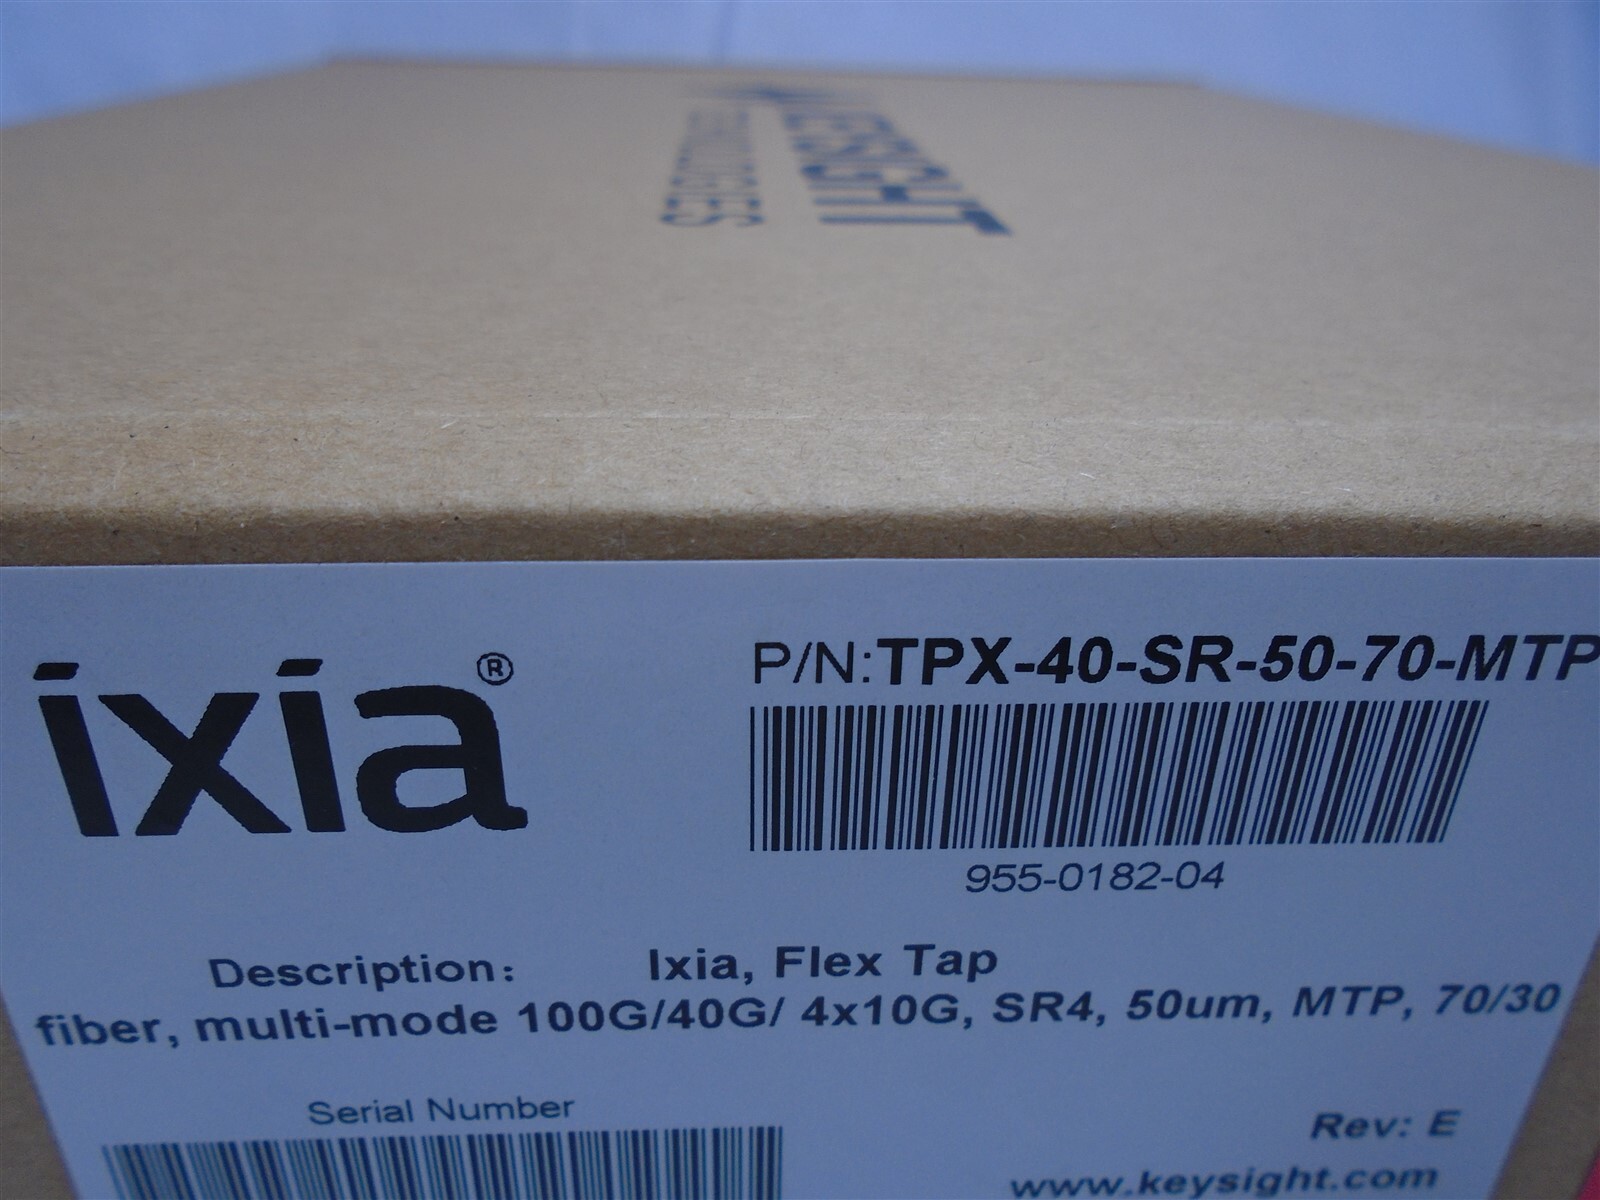 KEYSIGHT
TECHNOLOGIES
ixia®
P/N:TPX-40-SR-50-70-MTP
955-0182-04
Description: Ixia, Flex Tap
fiber, multi-mode 100G/40G/ 4x10G, SR4, 50um, MTP, 70/30
Serial Number
Rev: E
www.keysight.com